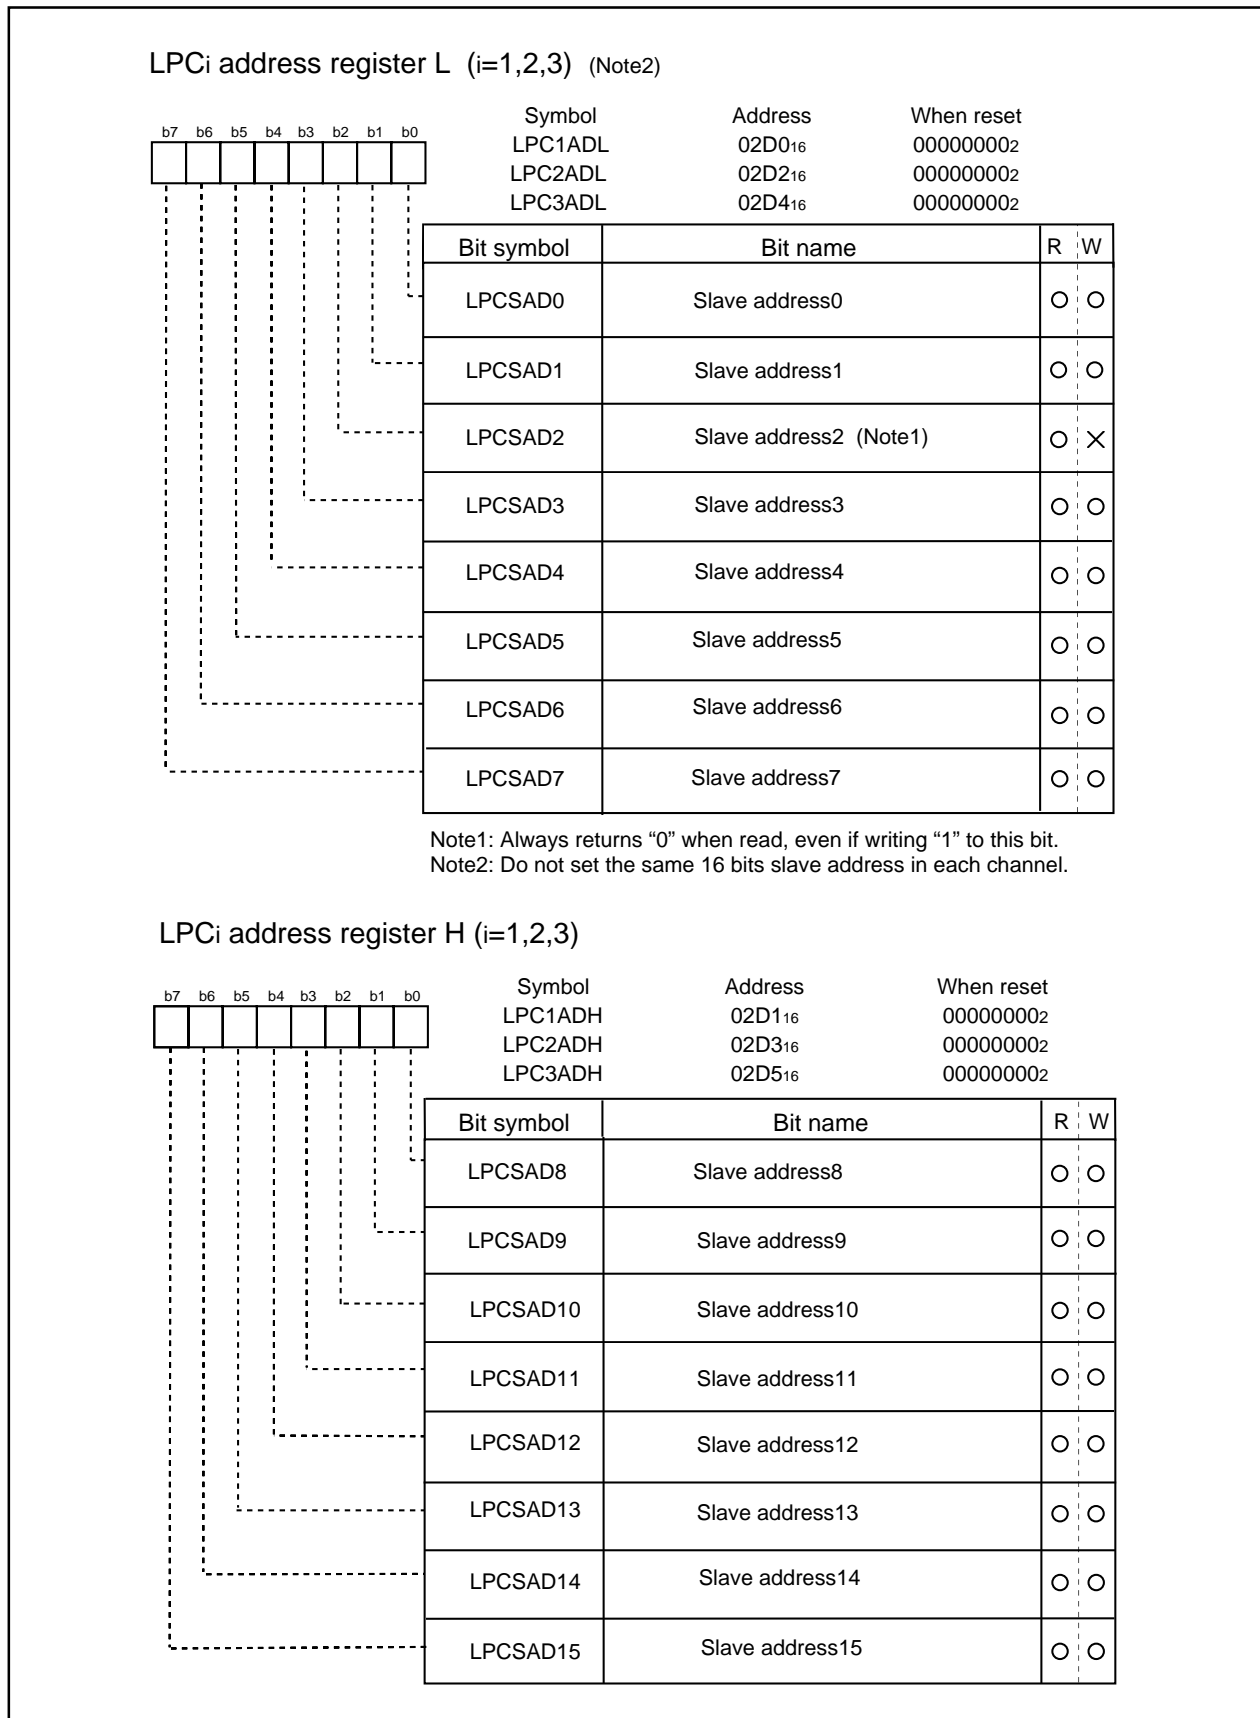 LPCi address register L (i=1,2,3) (Note2)
Symbol Address When reset
b7 b6 b5 b4 b3 b2 b1 b0
LPC1ADL 02D016 000000002
LPC2ADL 02D216 000000002
LPC3ADL 02D416 000000002
Bit symbol Bit name R W
LPCSAD0 Slave address0 O O
LPCSAD1 Slave address1 O O
LPCSAD2 Slave address2 (Note1) O X
LPCSAD3 Slave address3 O O
LPCSAD4 Slave address4 O O
LPCSAD5 Slave address5 O O
LPCSAD6 Slave address6 O O
LPCSAD7 Slave address7 O O
Note1: Always returns “0” when read, even if writing “1” to this bit.
Note2: Do not set the same 16 bits slave address in each channel.
LPCi address register H (i=1,2,3)
Symbol Address When reset
b7 b6 b5 b4 b3 b2 b1 b0
LPC1ADH 02D116 000000002
LPC2ADH 02D316 000000002
LPC3ADH 02D516 000000002
Bit symbol Bit name R W
LPCSAD8 Slave address8 O O
LPCSAD9 Slave address9 O O
LPCSAD10 Slave address10 O O
LPCSAD11 Slave address11 O O
LPCSAD12 Slave address12 O O
LPCSAD13 Slave address13 O O
LPCSAD14 Slave address14 O O
LPCSAD15 Slave address15 O O